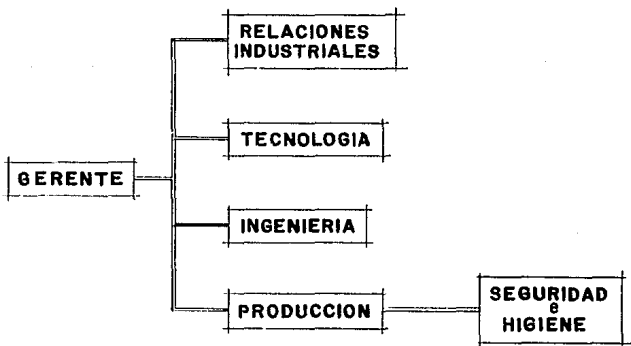 RELACIONES
INDUSTRIALES
TECNOLOGIA
GERENTE
INGENIERIA
PRODUCCION
SEGURIDAD
e
HIGIENE